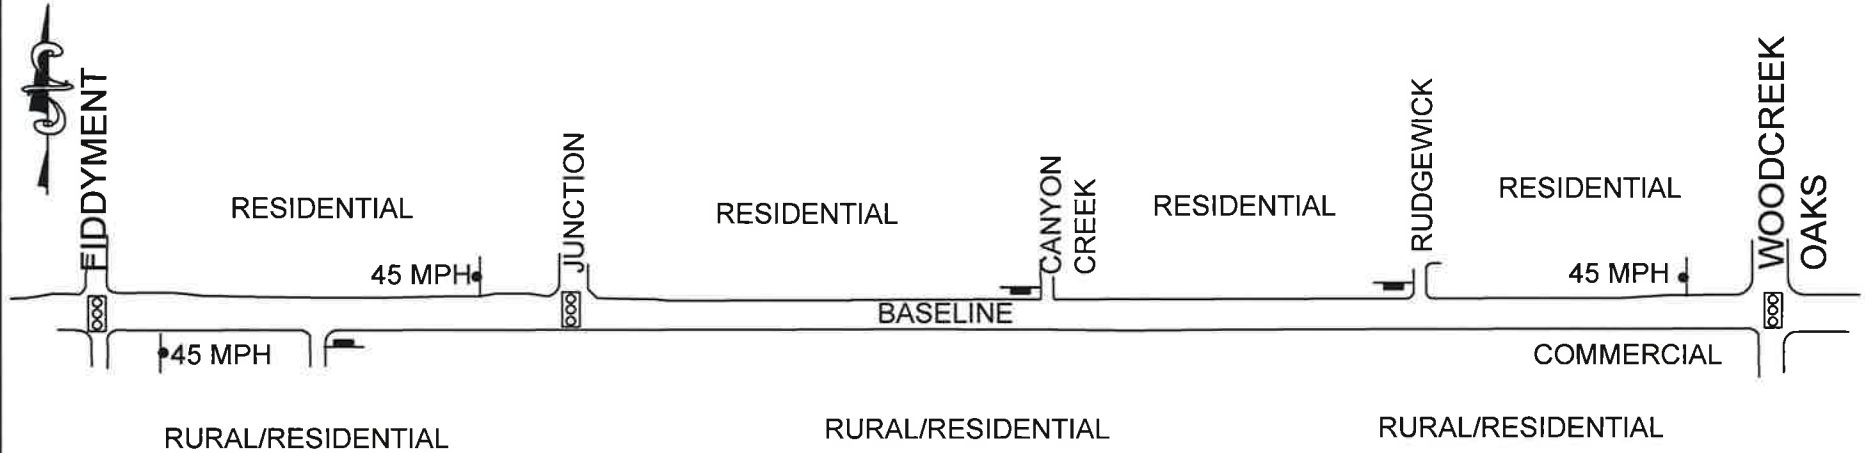 FIDDYMENT
RESIDENTIAL
45 MPH
JUNCTION
RESIDENTIAL
CANYON
CREEK
RESIDENTIAL
RUDGEWICK
RESIDENTIAL
45 MPH
WOODCREEK
OAKS
BASELINE
45 MPH
COMMERCIAL
RURAL/RESIDENTIAL
RURAL/RESIDENTIAL
RURAL/RESIDENTIAL